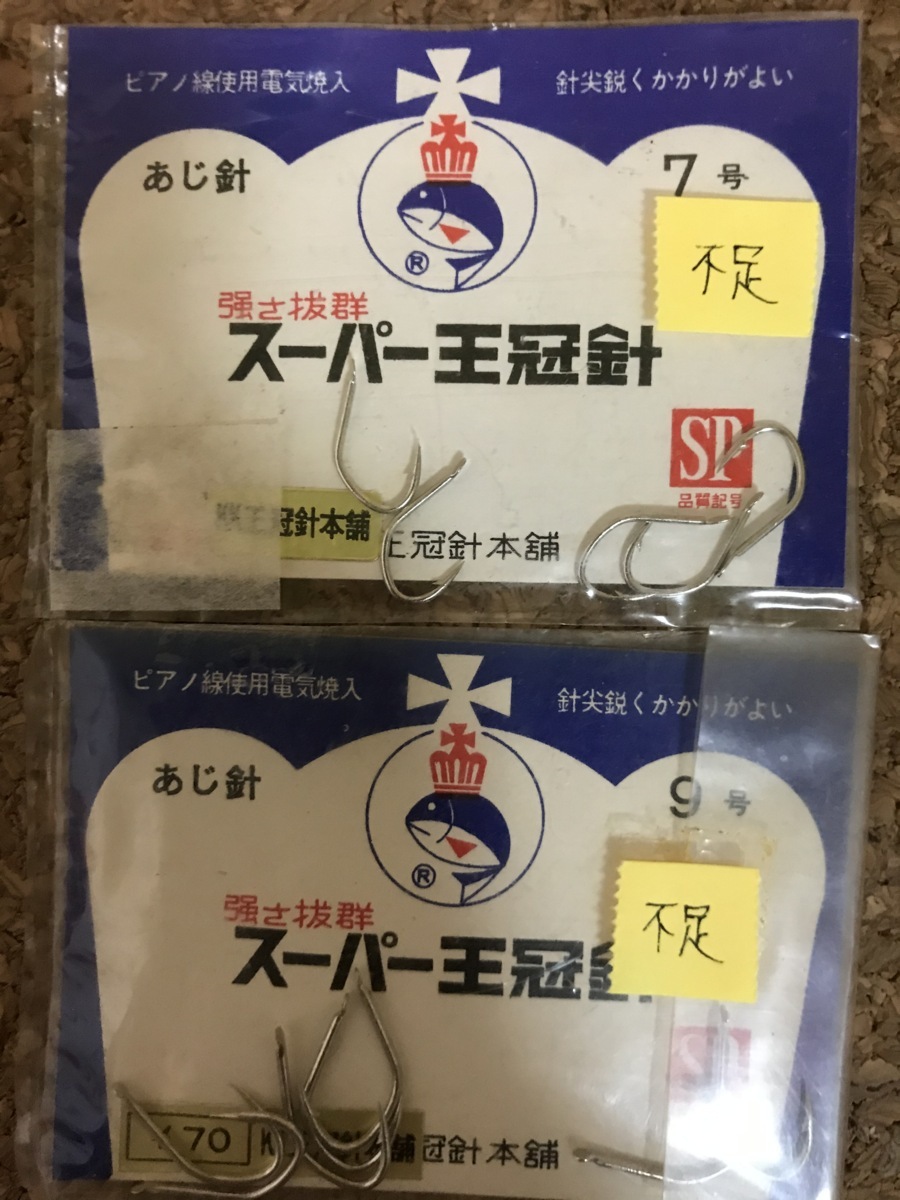 ピアノ線使用電気焼入
針尖鋭くかかりがよい
あじ針
7号
不足
®
強さ抜群
スーパー王冠針
SP
品質記号
冠針本舗
王冠針本舗
ピアノ線使用電気焼入
針尖鋭くかかりがよい
あじ針
9号
®
強さ抜群
スーパー王冠針
不足
SP
70
本舗
冠針本舗